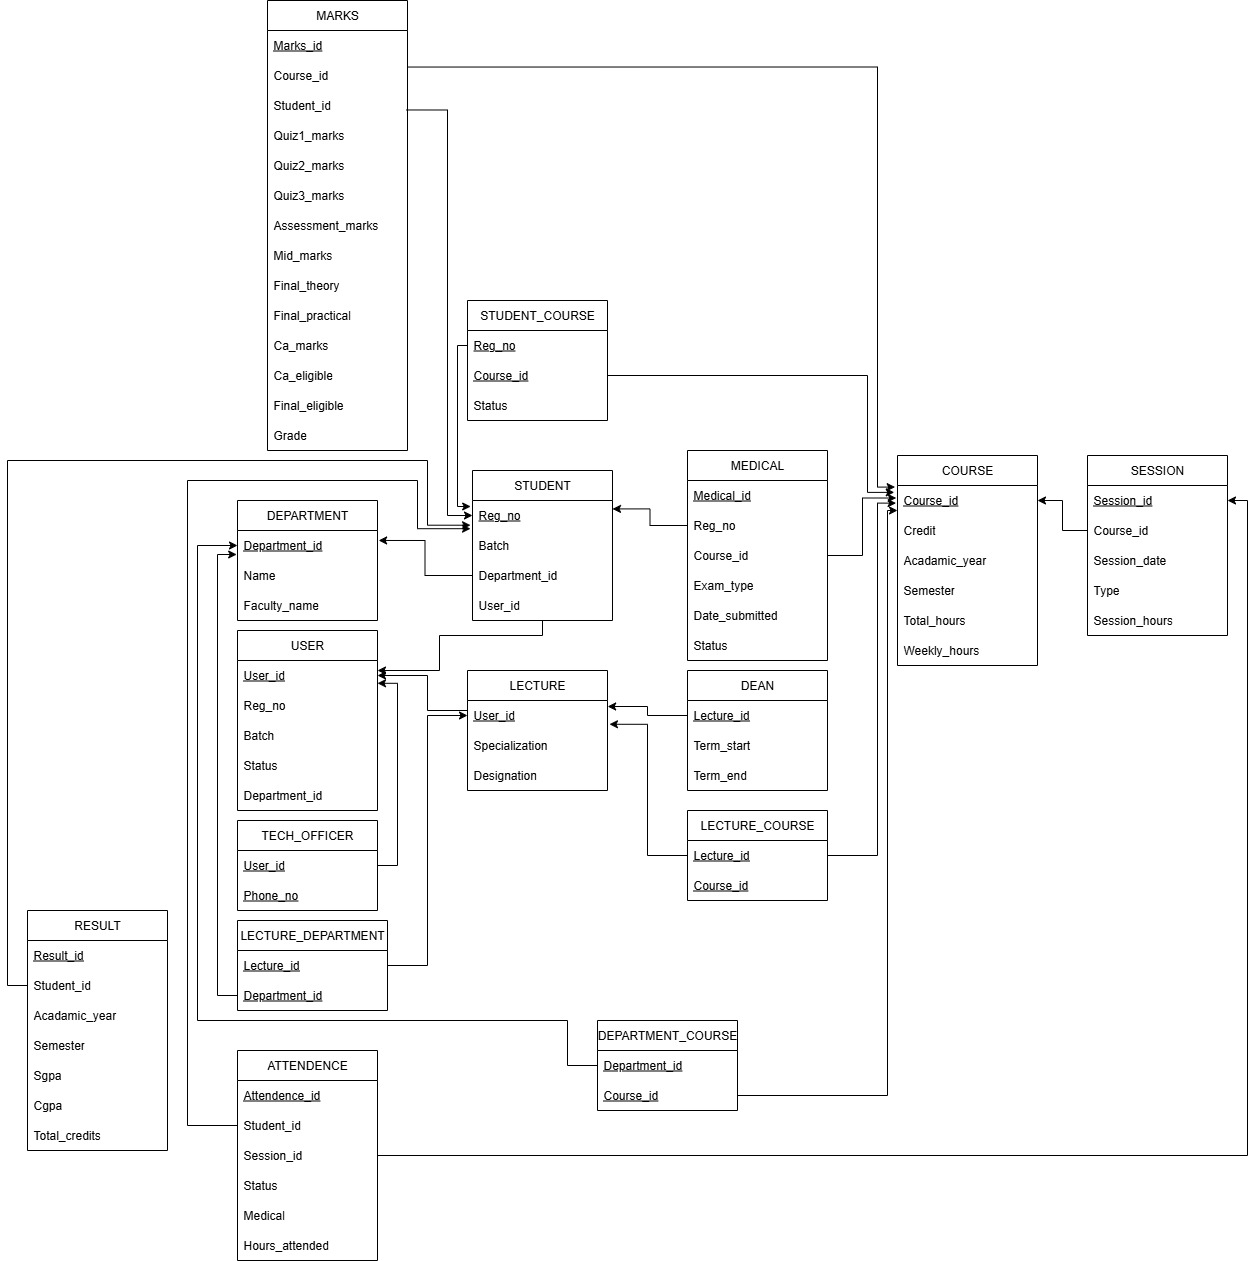 MARKS
Marks_id
Course_id
Student_id
Quiz1_marks
Quiz2_marks
Quiz3_marks
Assessment_marks
Mid_marks
Final_theory
Final_practical
Ca_marks
Ca_eligible
Final_eligible
Grade
STUDENT_COURSE
Reg_no
Course_id
Status
STUDENT
Reg_no
Batch
Department_id
User_id
MEDICAL
Medical_id
Reg_no
Course_id
Exam_type
Date_submitted
Status
COURSE
Course_id
Credit
Acadamic_year
Semester
Total_hours
Weekly_hours
SESSION
Session_id
Course_id
Session_date
Type
Session_hours
DEPARTMENT
Department_id
Name
Faculty_name
USER
User_id
Reg_no
Batch
Status
Department_id
LECTURE
User_id
Specialization
Designation
DEAN
Lecture_id
Term_start
Term_end
TECH_OFFICER
User_id
Phone_no
LECTURE_COURSE
Lecture_id
Course_id
RESULT
Result_id
Student_id
Acadamic_year
Semester
Sgpa
Cgpa
Total_credits
LECTURE_DEPARTMENT
Lecture_id
Department_id
DEPARTMENT_COURSE
Department_id
Course_id
ATTENDENCE
Attendence_id
Student_id
Session_id
Status
Medical
Hours_attended